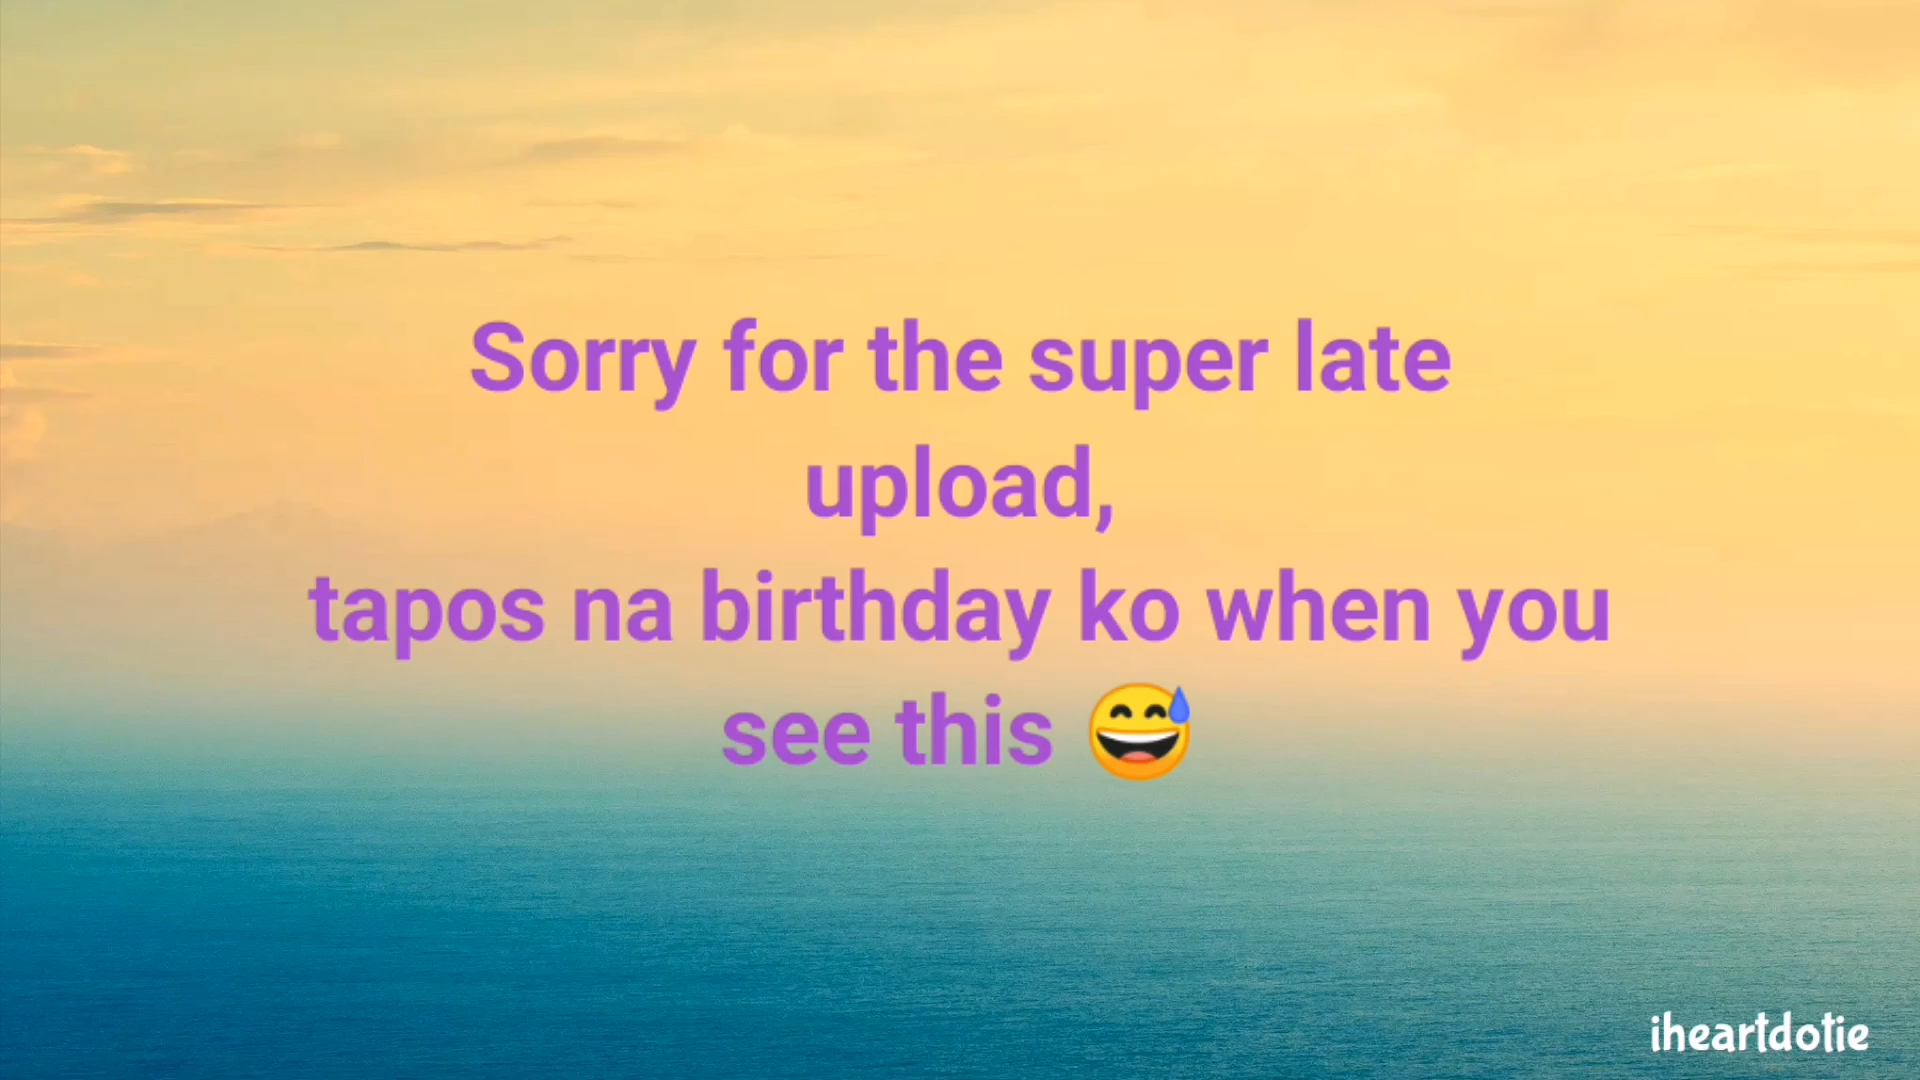 Sorry for the super late
upload,
tapos na birthday ko when you
see this 😅
iheartdotie